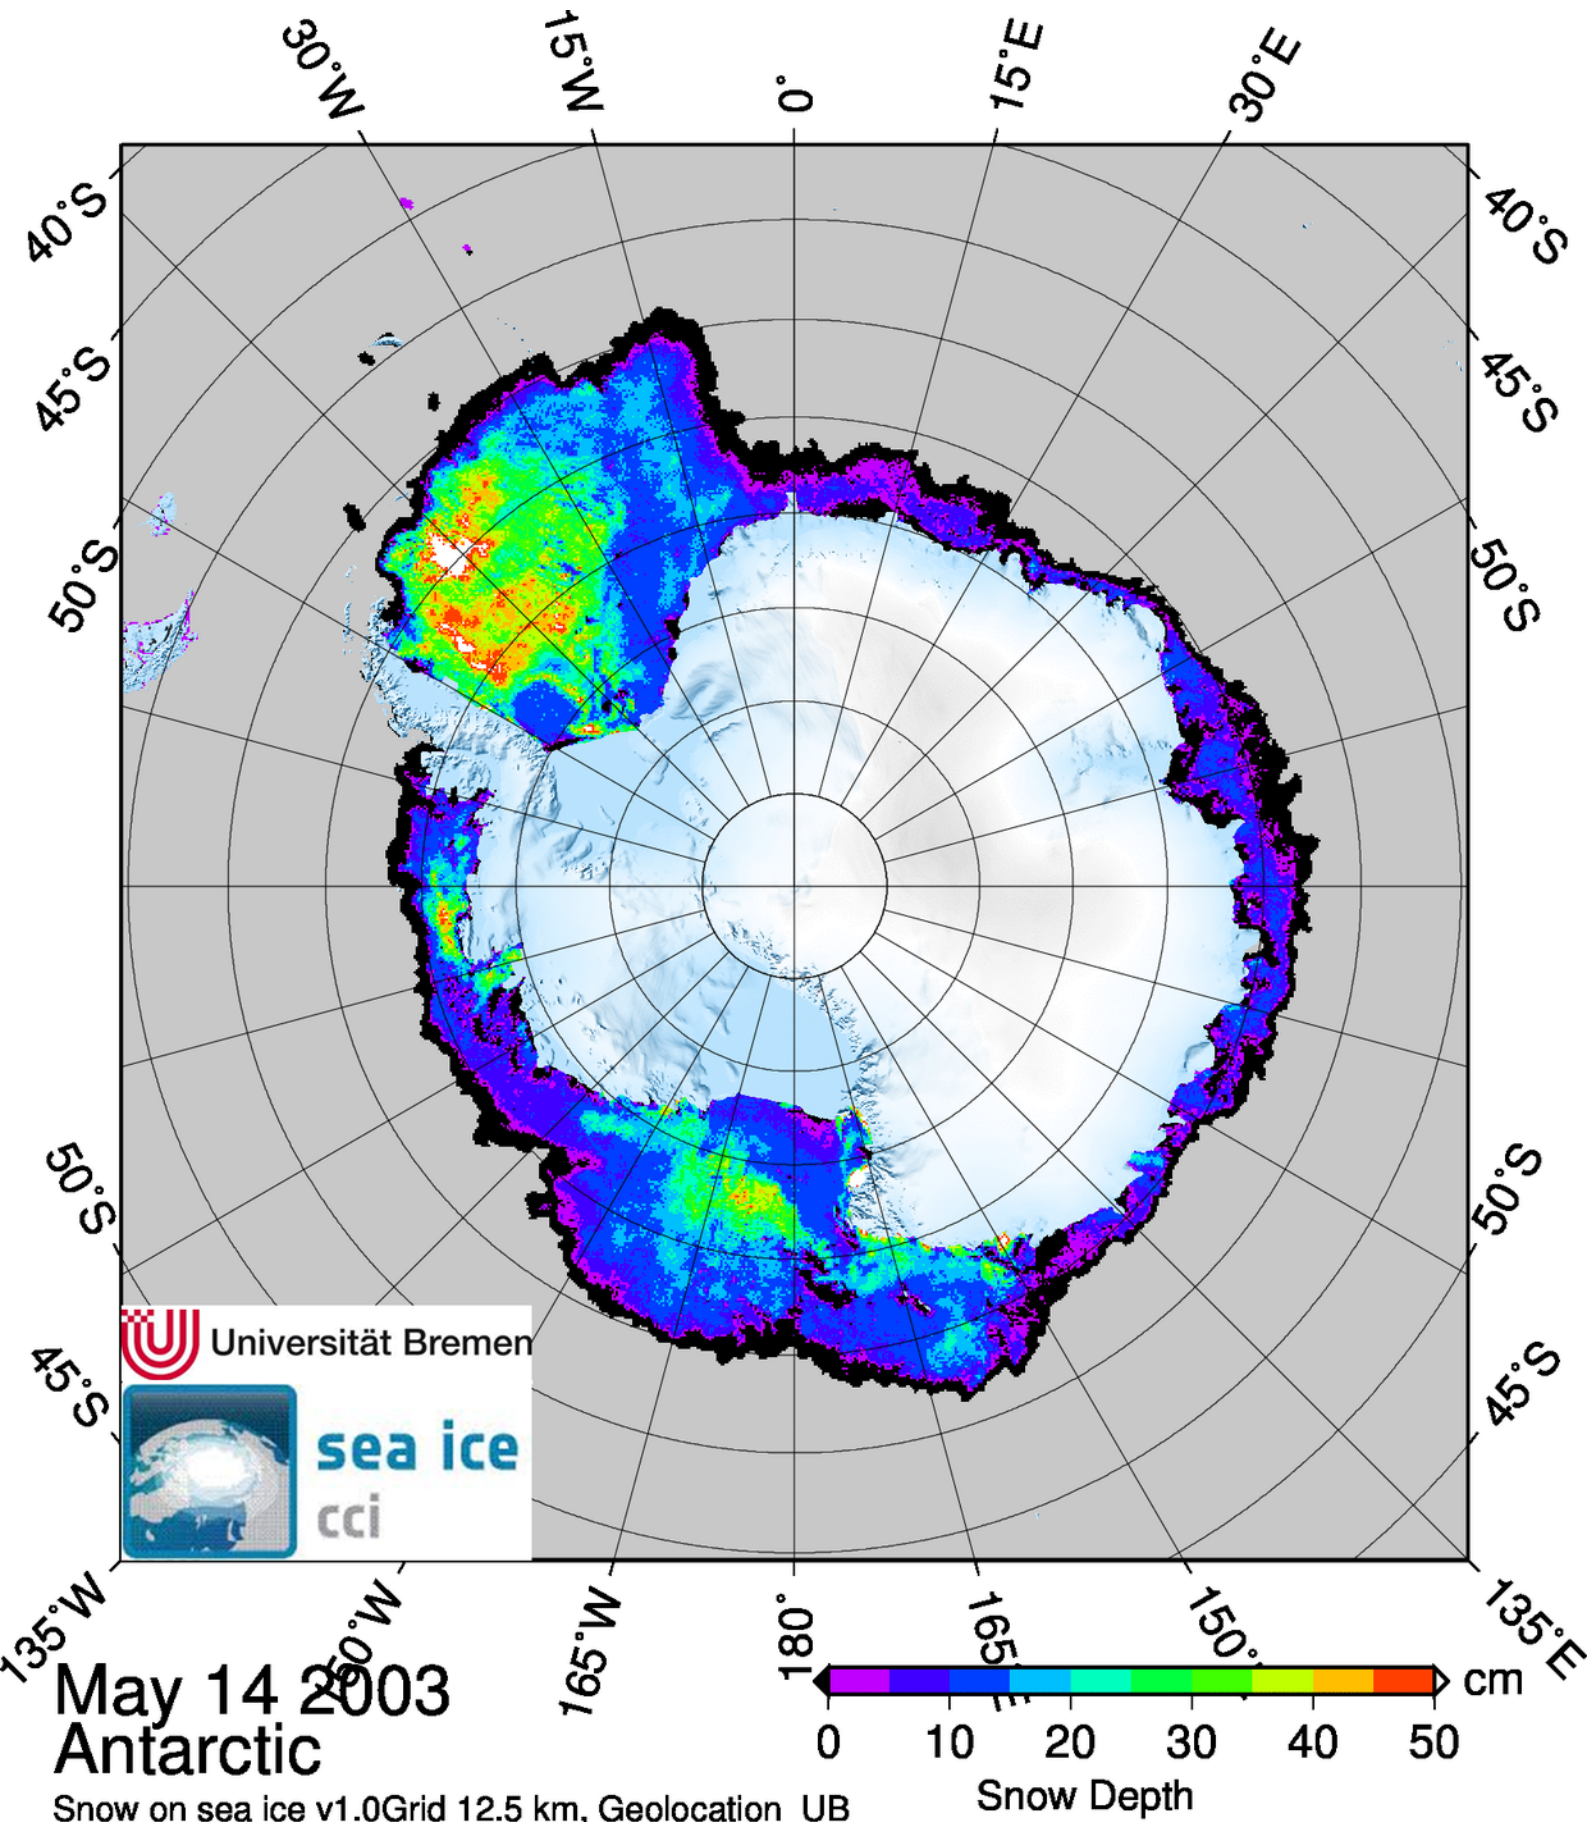 30°W 15°W 0° 15°E 30°E
40°S 40°S
45°S 45°S
50°S 50°S
50°S 50°S
45°S 45°S
Universität Bremen
sea ice
cci
135°W 165°W 180° 165 150° 135°E
May 14 2003
Antarctic
Snow on sea ice v1.0Grid 12.5 km, Geolocation UB
cm
0 10 20 30 40 50
Snow Depth